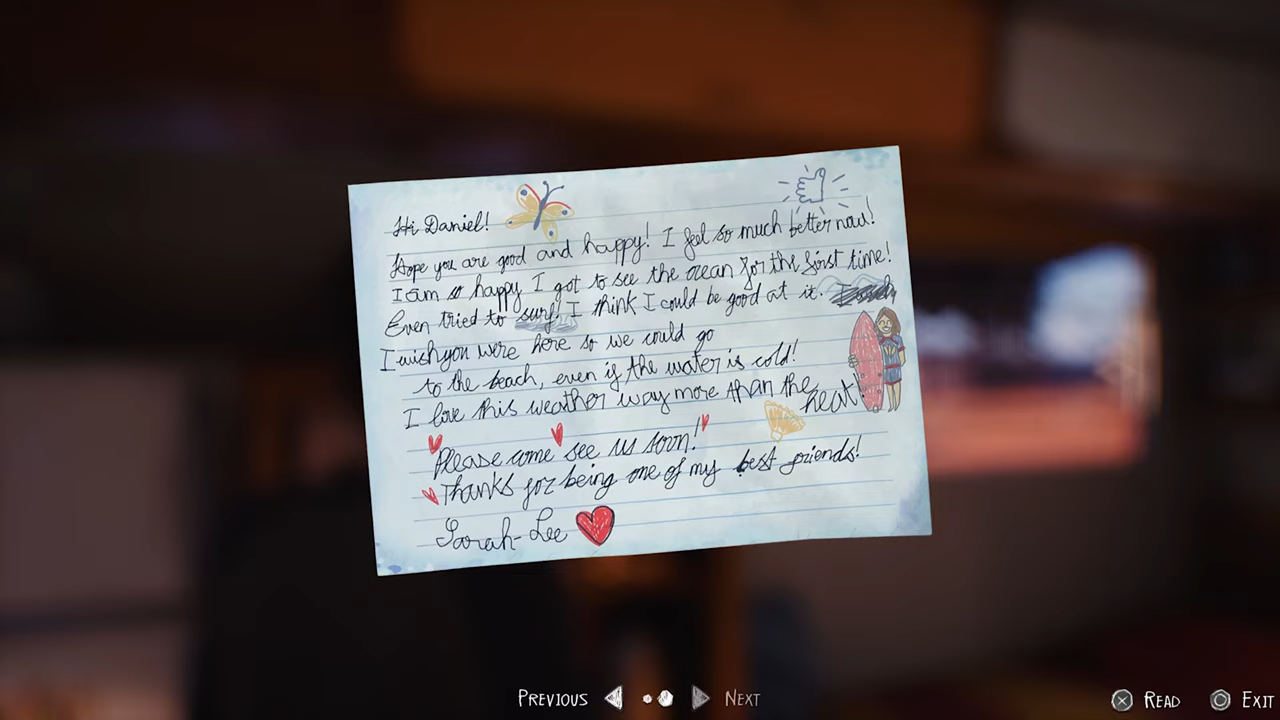 Hi Daniel!
Hope you are good and happy! I feel so much better now!
I am so happy I got to see the ocean for the first time!
Even tried to surf! I think I could be good at it.
I wish you were here so we could go
to the beach, even if the water is cold!
I love this weather way more than the heat!
Please come see us soon!
Thanks for being one of my best friends!
Sarah-Lee
PREVIOUS NEXT
READ EXIT